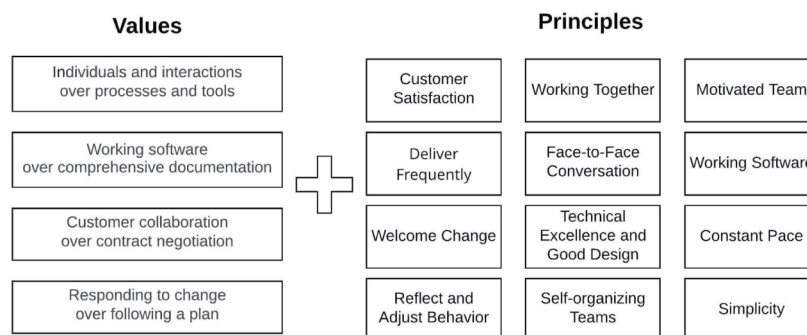 Values
Individuals and interactions
over processes and tools
Working software
over comprehensive documentation
Customer collaboration
over contract negotiation
Responding to change
over following a plan
Principles
Customer
Satisfaction
Working Together
Motivated Team
Deliver
Frequently
Face-to-Face
Conversation
Working Software
Welcome Change
Technical
Excellence and
Good Design
Constant Pace
Reflect and
Adjust Behavior
Self-organizing
Teams
Simplicity